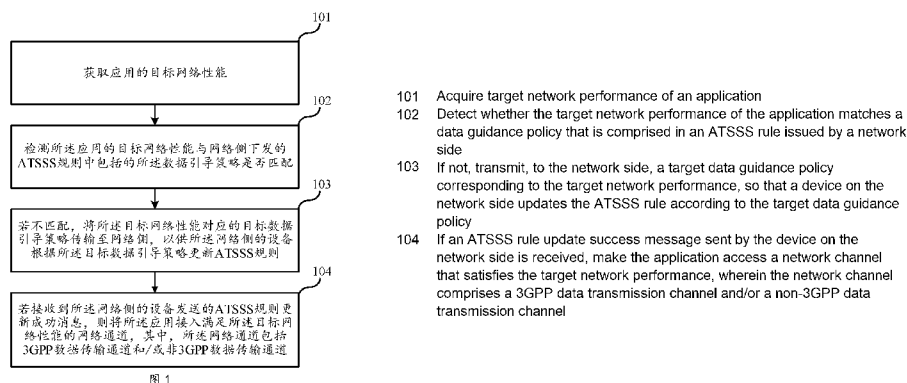 101
获取应用的目标网络性能
102
检测所述应用的目标网络性能与网络侧下发的
ATSSS规则中包括的所述数据引导策略是否匹配
103
若不匹配，将所述目标网络性能对应的目标数据
引导策略传输至网络侧，以供所述网络侧的设备
根据所述目标数据引导策略更新ATSSS规则
104
若接收到所述网络侧的设备发送的ATSSS规则更
新成功消息，则将所述应用接入满足所述目标网
络性能的网络通道，其中，所述网络通道包括
3GPP数据传输通道和/或非3GPP数据传输通道
图 1
101 Acquire target network performance of an application
102 Detect whether the target network performance of the application matches a
data guidance policy that is comprised in an ATSSS rule issued by a network
side
103 If not, transmit, to the network side, a target data guidance policy
corresponding to the target network performance, so that a device on the
network side updates the ATSSS rule according to the target data guidance
policy
104 If an ATSSS rule update success message sent by the device on the
network side is received, make the application access a network channel
that satisfies the target network performance, wherein the network channel
comprises a 3GPP data transmission channel and/or a non-3GPP data
transmission channel